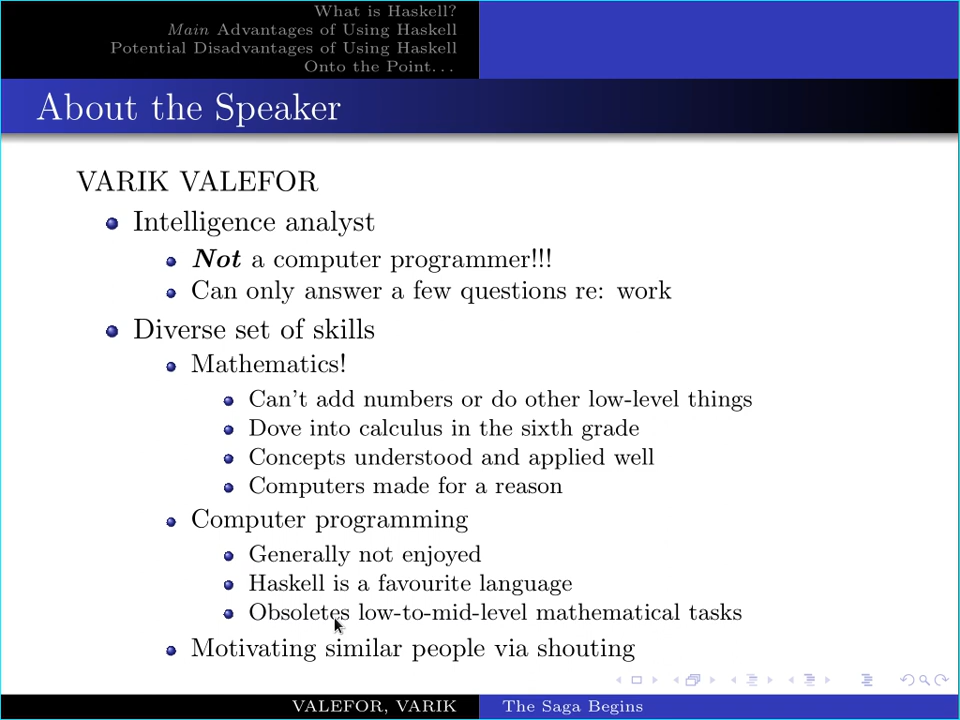 What is Haskell?
Main Advantages of Using Haskell
Potential Disadvantages of Using Haskell
Onto the Point...
About the Speaker
VARIK VALEFOR
Intelligence analyst
Not a computer programmer!!!
Can only answer a few questions re: work
Diverse set of skills
Mathematics!
Can't add numbers or do other low-level things
Dove into calculus in the sixth grade
Concepts understood and applied well
Computers made for a reason
Computer programming
Generally not enjoyed
Haskell is a favourite language
Obsoletes low-to-mid-level mathematical tasks
Motivating similar people via shouting
VALEFOR, VARIK The Saga Begins